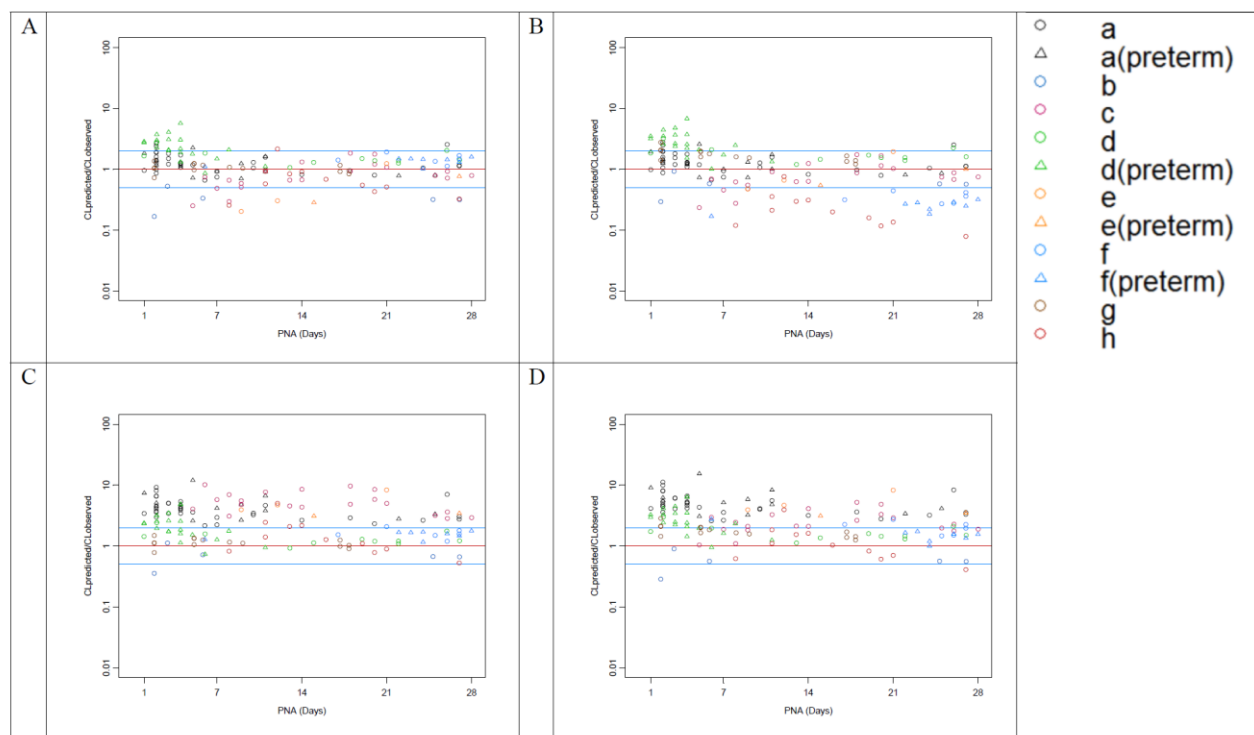 A
B
CLpredicted/CLobserved
100
10
1
0.1
0.01
1
7
14
21
28
PNA (Days)
CLpredicted/CLobserved
100
10
1
0.1
0.01
1
7
14
21
28
PNA (Days)
a
a(preterm)
b
c
d
d(preterm)
e
e(preterm)
f
f(preterm)
g
h
C
D
CLpredicted/CLobserved
100
10
1
0.1
0.01
1
7
14
21
28
PNA (Days)
CLpredicted/CLobserved
100
10
1
0.1
0.01
1
7
14
21
28
PNA (Days)